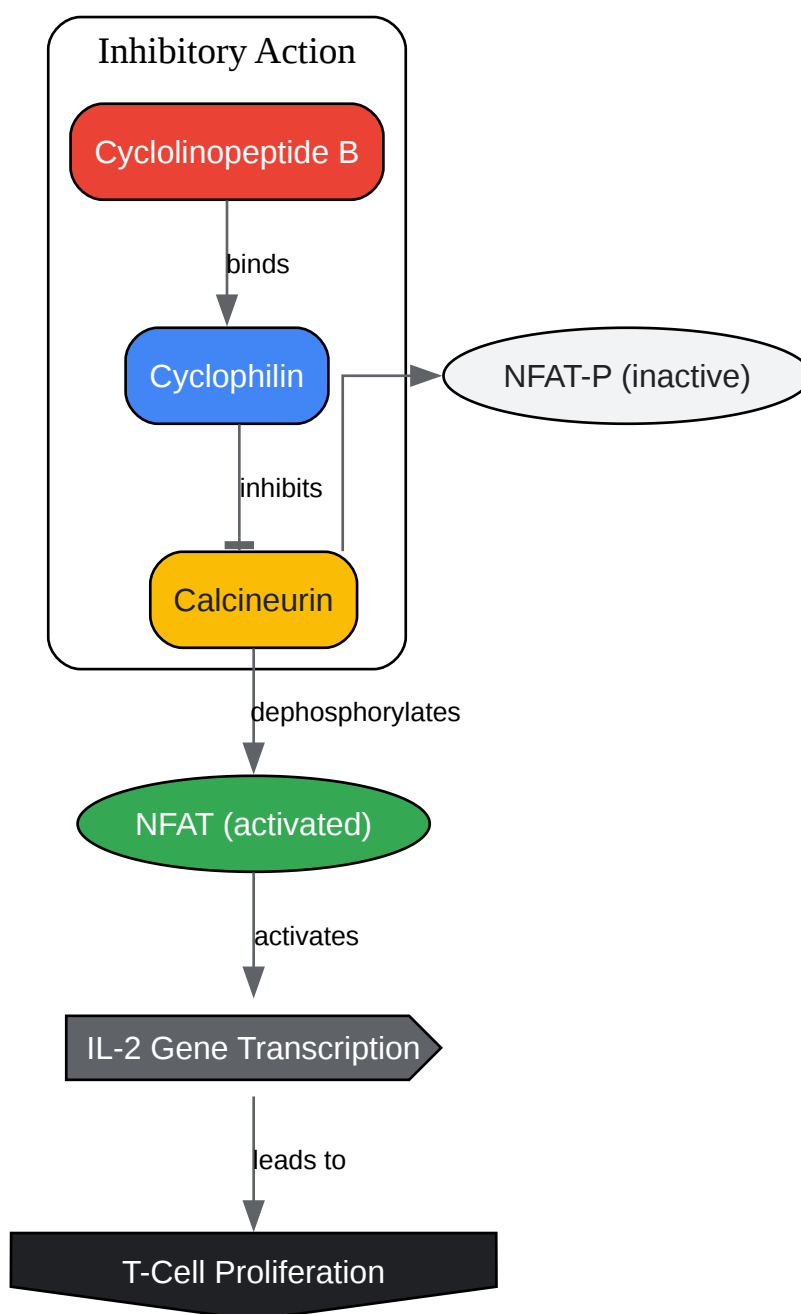 Inhibitory Action
Cyclolinopeptide B
binds
Cyclophilin
NFAT-P (inactive)
inhibits
Calcineurin
dephosphorylates
NFAT (activated)
activates
IL-2 Gene Transcription
leads to
T-Cell Proliferation